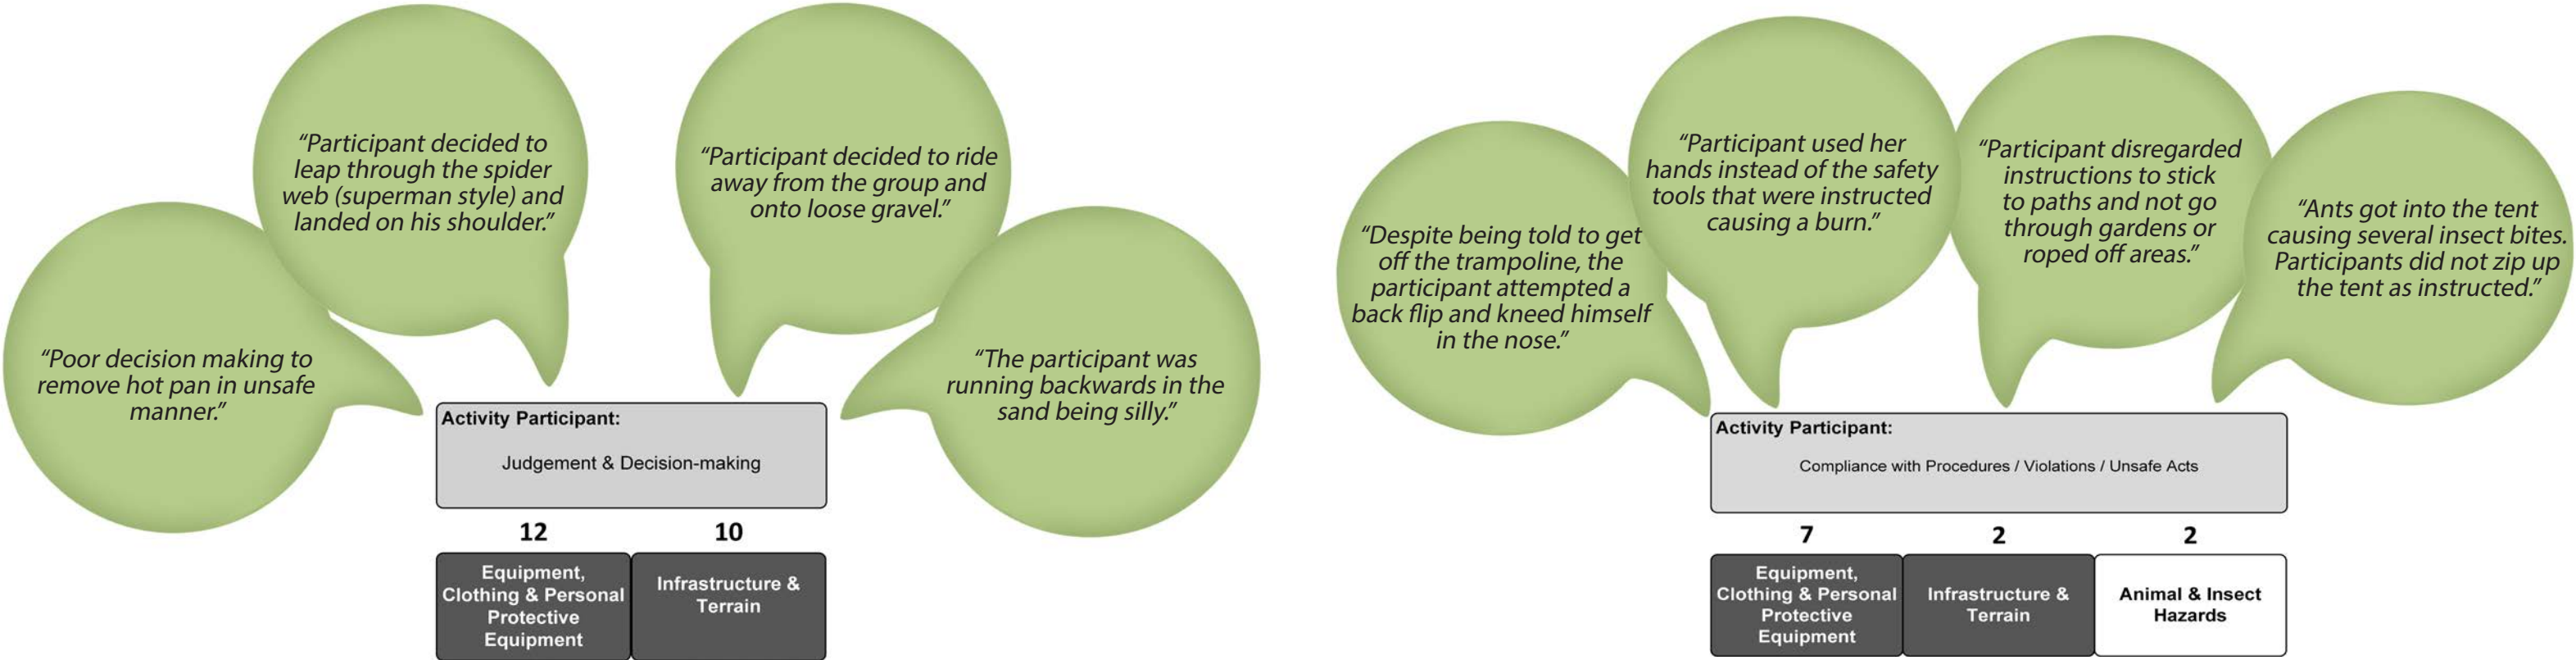 “Participant decided to
leap through the spider
web (superman style) and
landed on his shoulder.”
“Participant decided to ride
away from the group and
onto loose gravel.”
“Poor decision making to
remove hot pan in unsafe
manner.”
“The participant was
running backwards in the
sand being silly.”
Activity Participant:
Judgement & Decision-making
12
10
Equipment,
Clothing & Personal
Protective
Equipment
Infrastructure &
Terrain
“Despite being told to get
off the trampoline, the
participant attempted a
back flip and kneed himself
in the nose.”
“Participant used her
hands instead of the safety
tools that were instructed
causing a burn.”
“Participant disregarded
instructions to stick
to paths and not go
through gardens or
roped off areas.”
“Ants got into the tent
causing several insect bites.
Participants did not zip up
the tent as instructed.”
Activity Participant:
Compliance with Procedures / Violations / Unsafe Acts
7
2
2
Equipment,
Clothing & Personal
Protective
Equipment
Infrastructure &
Terrain
Animal & Insect
Hazards